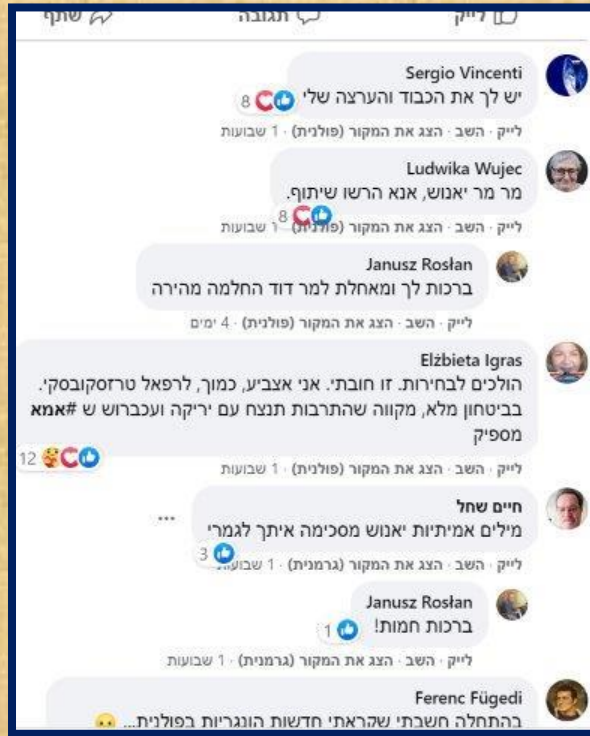 לייק תגובה שתף
Sergio Vincenti
יש לך את הכבוד והערצה שלי
8
לייק · השב · הצג את המקור (פולנית) · 1 שבועות
Ludwika Wujec
מר מר יאנוש, אנא הרשו שיתוף.
8
לייק · השב · הצג את המקור (פולנית) · 1 שבועות
Janusz Rosłan
ברכות לך ומאחלת למר דוד החלמה מהירה
לייק · השב · הצג את המקור (פולנית) · 4 ימים
Elżbieta Igras
הולכים לבחירות. זו חובתי. אני אצביע, כמוך, לרפאל טרזסקובסקי.
בביטחון מלא, מקווה שהתרבות תנצח עם יריקה ועכברוש ש #אמא
מספיק
12
לייק · השב · הצג את המקור (פולנית) · 1 שבועות
חיים שחל
מילים אמיתיות יאנוש מסכימה איתך לגמרי
3
לייק · השב · הצג את המקור (גרמנית) · 1 שבועות
Janusz Rosłan
ברכות חמות!
1
לייק · השב · הצג את המקור (גרמנית) · 1 שבועות
Ferenc Fügedi
בהתחלה חשבתי שקראתי חדשות הונגריות בפולנית...